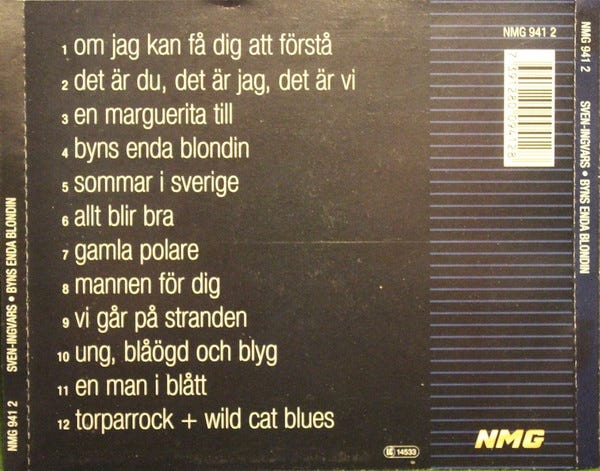 NMG 941 2
1 om jag kan få dig att förstå
2 det är du, det är jag, det är vi
3 en marguerita till
4 byns enda blondin
5 sommar i sverige
6 allt blir bra
7 gamla polare
8 mannen för dig
9 vi går på stranden
10 ung, blåögd och blyg
11 en man i blått
12 torparrock + wild cat blues
LC 14533
NMG
NMG 941 2 SVEN-INGVARS • BYNS ENDA BLONDIN
NMG 941 2 SVEN-INGVARS • BYNS ENDA BLONDIN